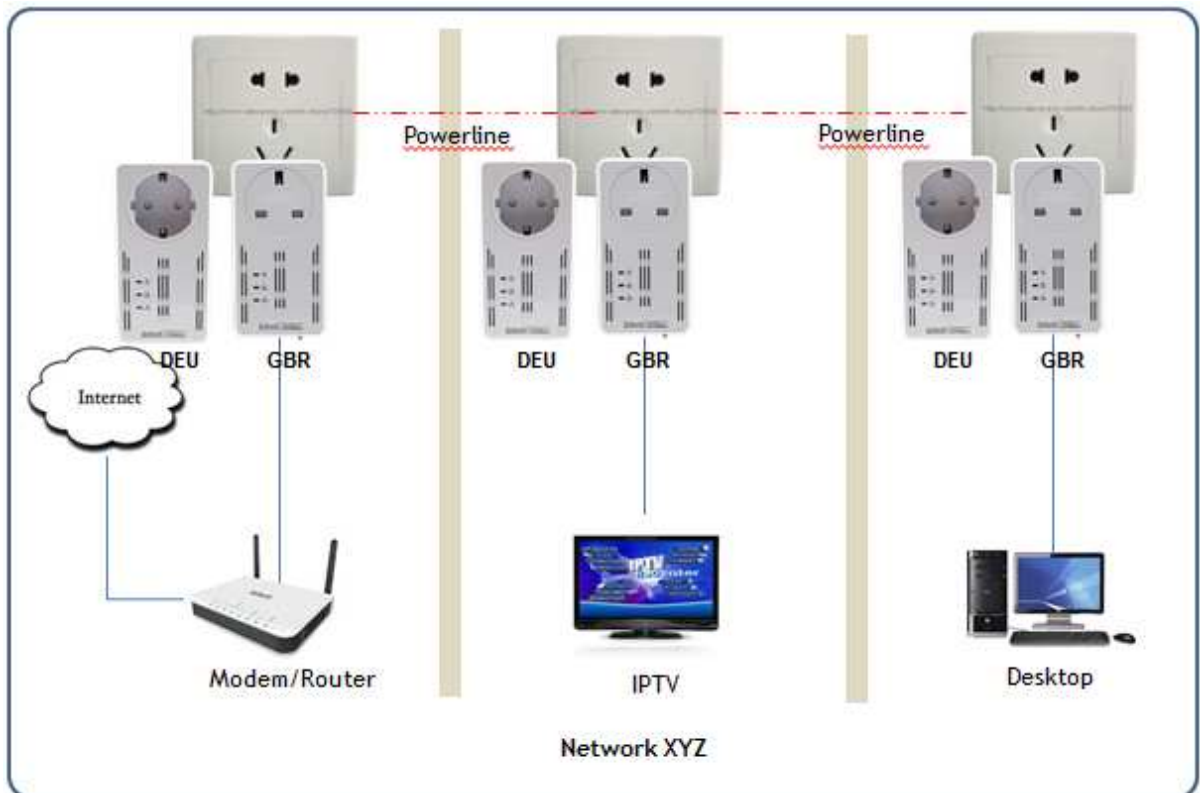 Powerline
Powerline
DEU
GBR
DEU
GBR
DEU
GBR
Internet
Modem/Router
IPTV
Desktop
Network XYZ